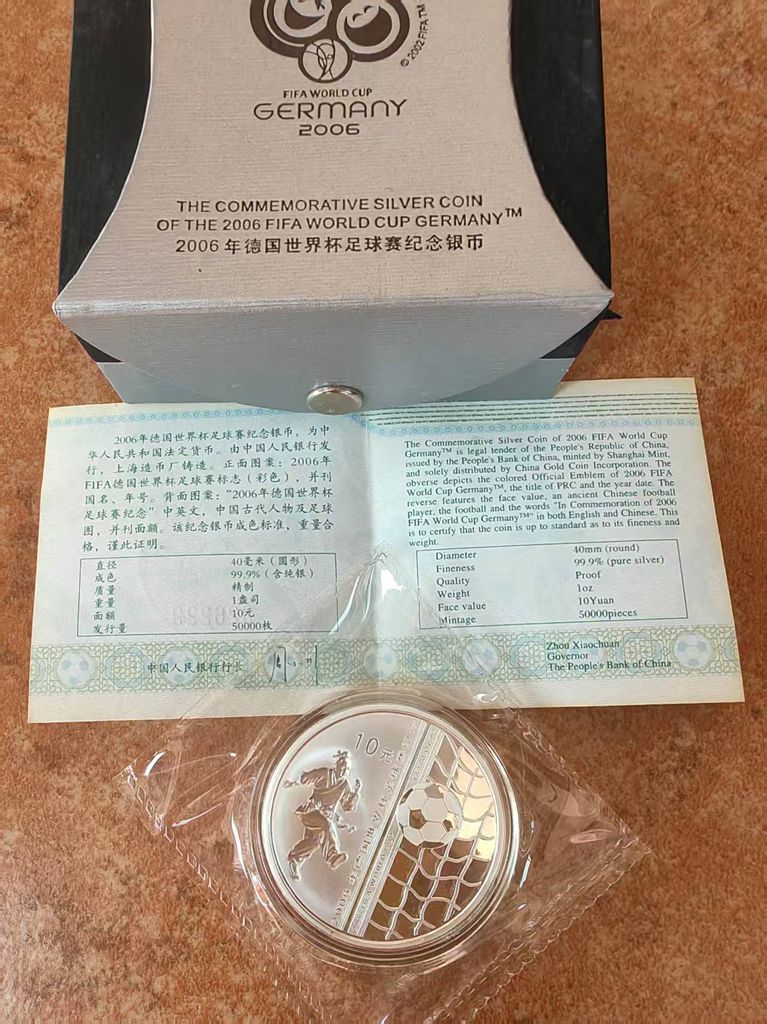 © 2002 FIFA TM
FIFA WORLD CUP
GERMANY
2006
THE COMMEMORATIVE SILVER COIN
OF THE 2006 FIFA WORLD CUP GERMANY™
2006年德国世界杯足球赛纪念银币
2006年德国世界杯足球赛纪念银币，为中
华人民共和国法定货币。由中国人民银行发
行，上海造币厂铸造。正面图案：2006年
FIFA德国世界杯足球赛标志（彩色），并刊
国名、年号。背面图案：“2006年德国世界杯
足球赛纪念”中英文，中国古代人物及足球
图，并刊面额。该纪念银币成色标准，重量合
格，谨此证明。
直径 40毫米（圆形）
成色 99.9%（含纯银）
质量 精制
重量 1盎司
面额 10元
发行量 50000枚
中国人民银行行长
The Commemorative Silver Coin of 2006 FIFA World Cup
Germany™ is legal tender of the People's Republic of China,
issued by the People's Bank of China, minted by Shanghai Mint,
and solely distributed by China Gold Coin Incorporation. The
obverse depicts the colored Official Emblem of 2006 FIFA
World Cup Germany™, the title of PRC and the year date. The
reverse features the face value, an ancient Chinese football
player, the football and the words "In Commemoration of 2006
FIFA World Cup Germany™" in both English and Chinese. This
is to certify that the coin is up to standard as to its fineness and
weight.
Diameter 40mm (round)
Fineness 99.9% (pure silver)
Quality Proof
Weight 1oz
Face value 10Yuan
Mintage 50000pieces
Zhou Xiaochuan
Governor
The People's Bank of China
10元
2006年德国世界杯足球赛